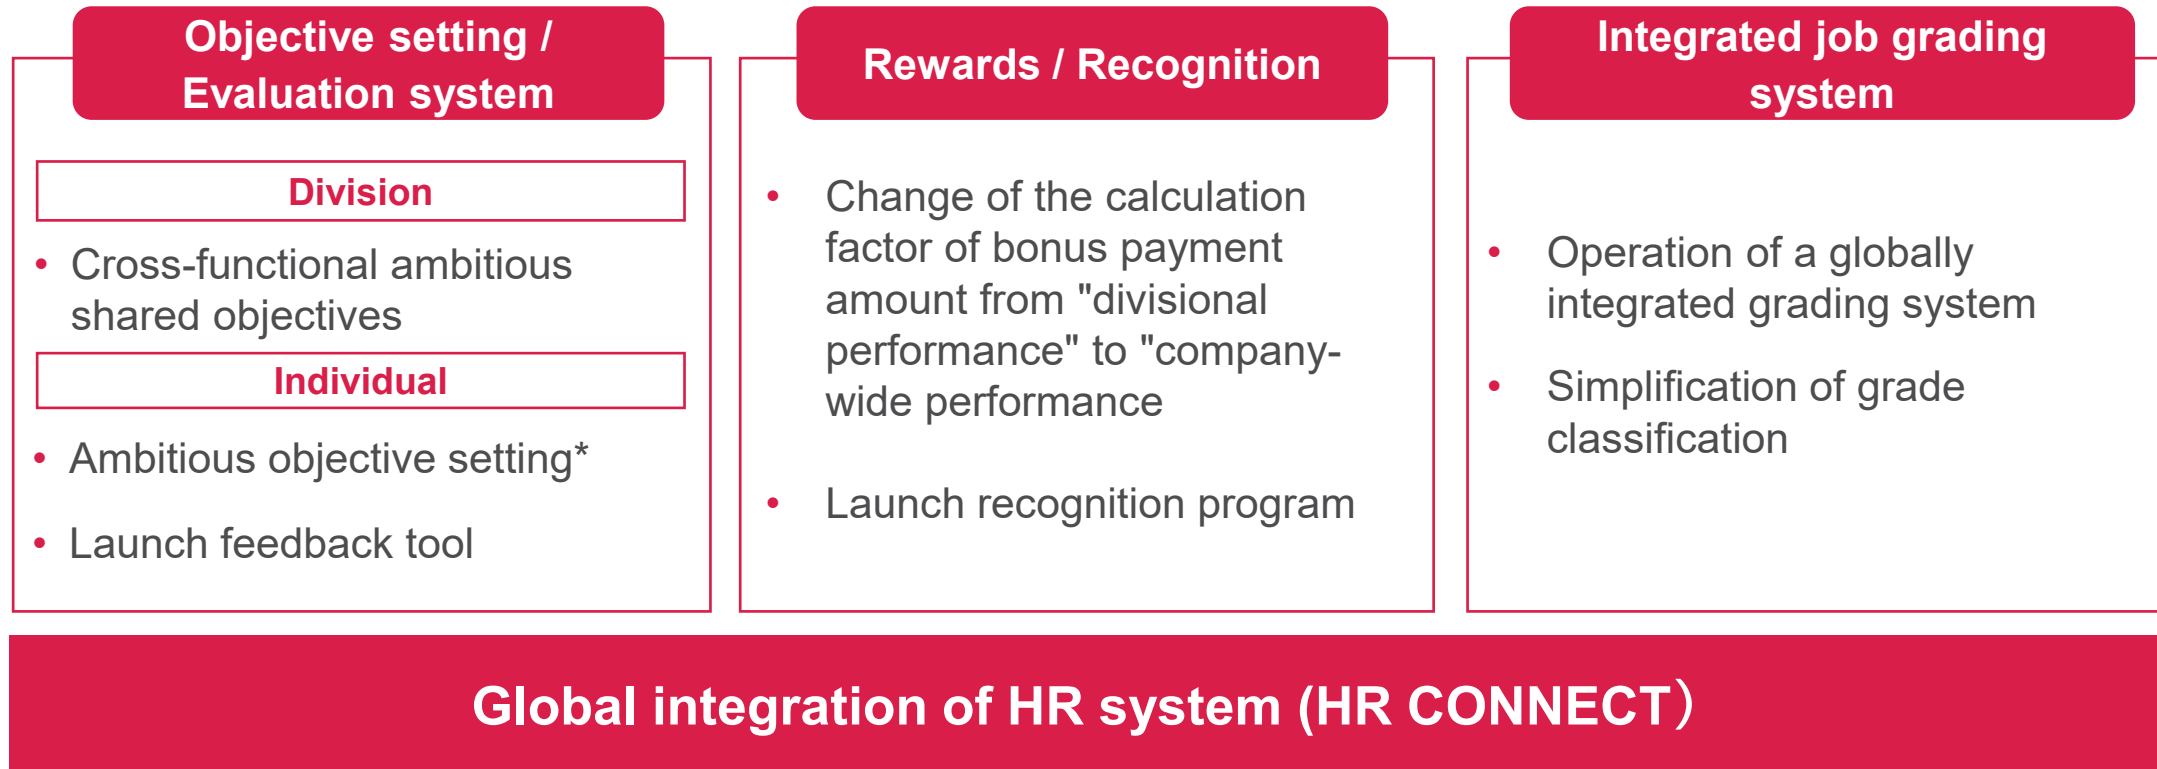 Objective setting /
Evaluation system
Division
• Cross-functional ambitious
shared objectives
Individual
• Ambitious objective setting*
• Launch feedback tool
Rewards / Recognition
• Change of the calculation
factor of bonus payment
amount from "divisional
performance" to "company-
wide performance
• Launch recognition program
Integrated job grading
system
• Operation of a globally
integrated grading system
• Simplification of grade
classification
Global integration of HR system (HR CONNECT）